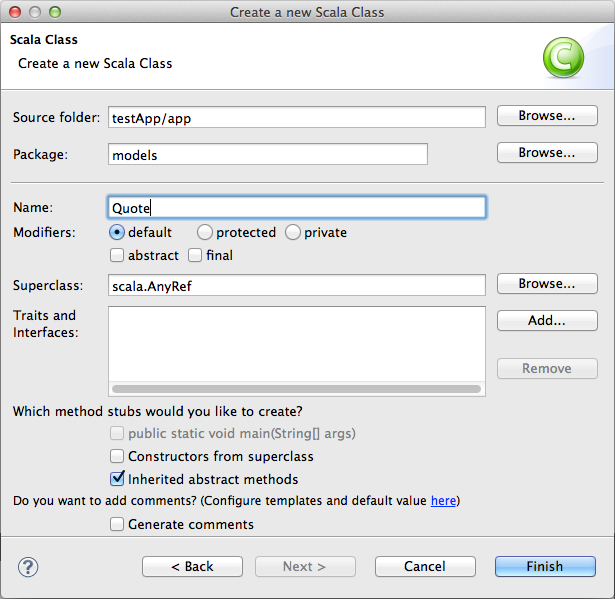 Create a new Scala Class
Scala Class
Create a new Scala Class
Source folder: testApp/app Browse...
Package: models Browse...
Name: Quote
Modifiers: default protected private
abstract final
Superclass: scala.AnyRef Browse...
Traits and Interfaces: Add...
Remove
Which method stubs would you like to create?
public static void main(String[] args)
Constructors from superclass
Inherited abstract methods
Do you want to add comments? (Configure templates and default value here)
Generate comments
? < Back Next > Cancel Finish